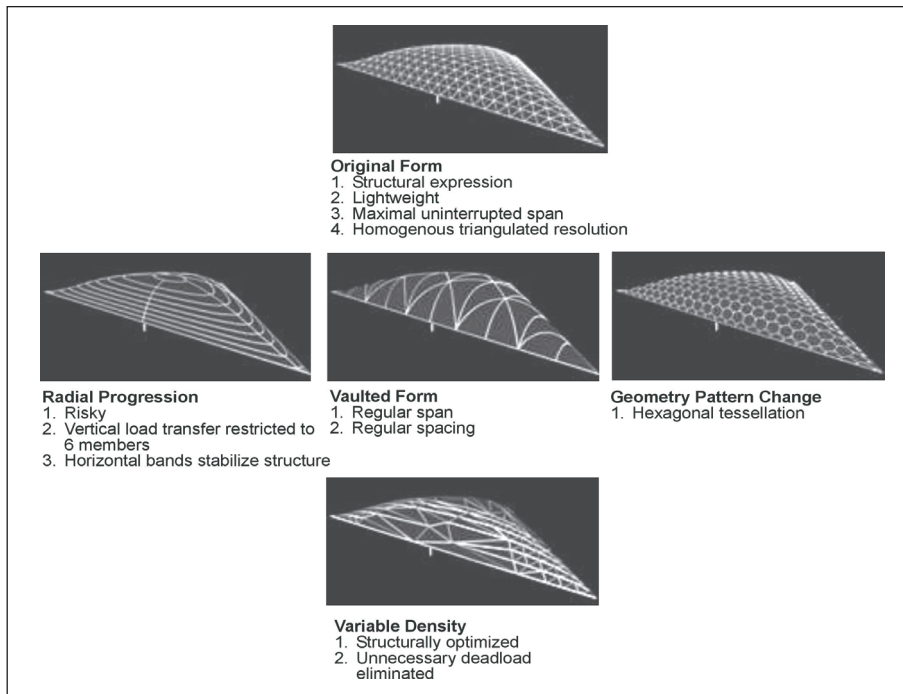 Original Form
1. Structural expression
2. Lightweight
3. Maximal uninterrupted span
4. Homogenous triangulated resolution
Radial Progression
1. Risky
2. Vertical load transfer restricted to
6 members
3. Horizontal bands stabilize structure
Vaulted Form
1. Regular span
2. Regular spacing
Geometry Pattern Change
1. Hexagonal tessellation
Variable Density
1. Structurally optimized
2. Unnecessary deadload
eliminated